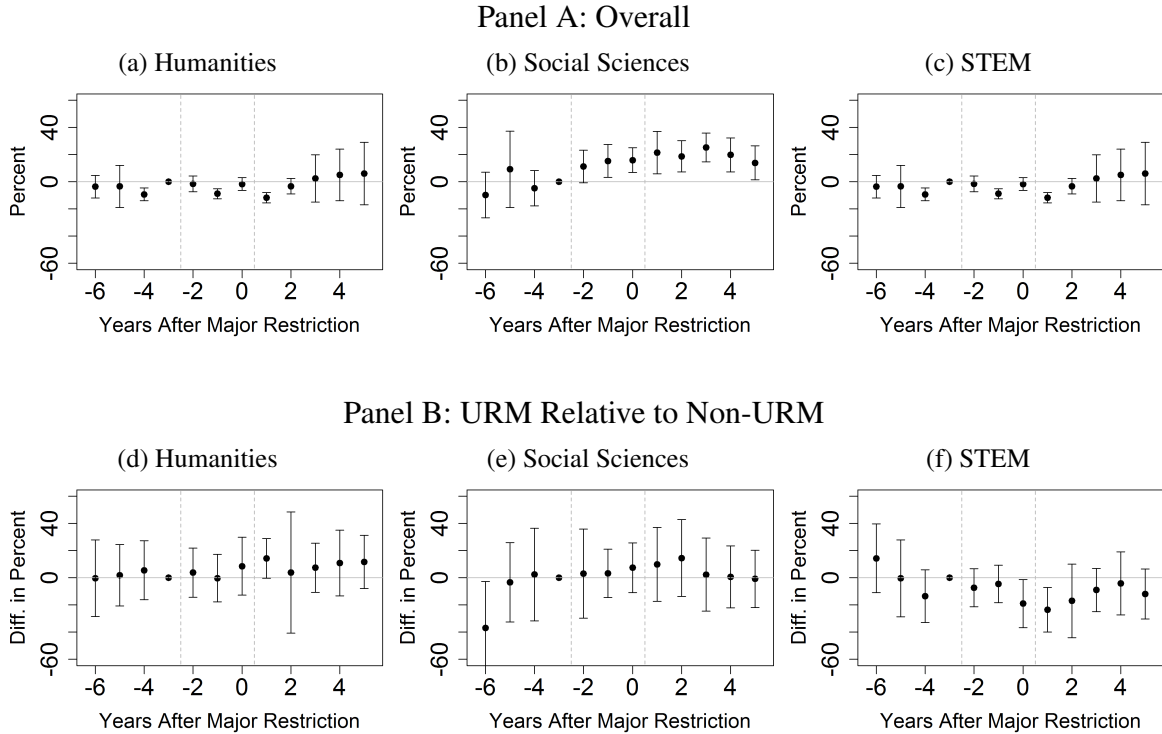 Panel A: Overall
(a) Humanities
(b) Social Sciences
(c) STEM
Percent
40
0
-60
-6 -4 -2 0 2 4
Years After Major Restriction
Percent
40
0
-60
-6 -4 -2 0 2 4
Years After Major Restriction
Percent
40
0
-60
-6 -4 -2 0 2 4
Years After Major Restriction
Panel B: URM Relative to Non-URM
(d) Humanities
(e) Social Sciences
(f) STEM
Diff. in Percent
40
0
-60
-6 -4 -2 0 2 4
Years After Major Restriction
Diff. in Percent
40
0
-60
-6 -4 -2 0 2 4
Years After Major Restriction
Diff. in Percent
40
0
-60
-6 -4 -2 0 2 4
Years After Major Restriction